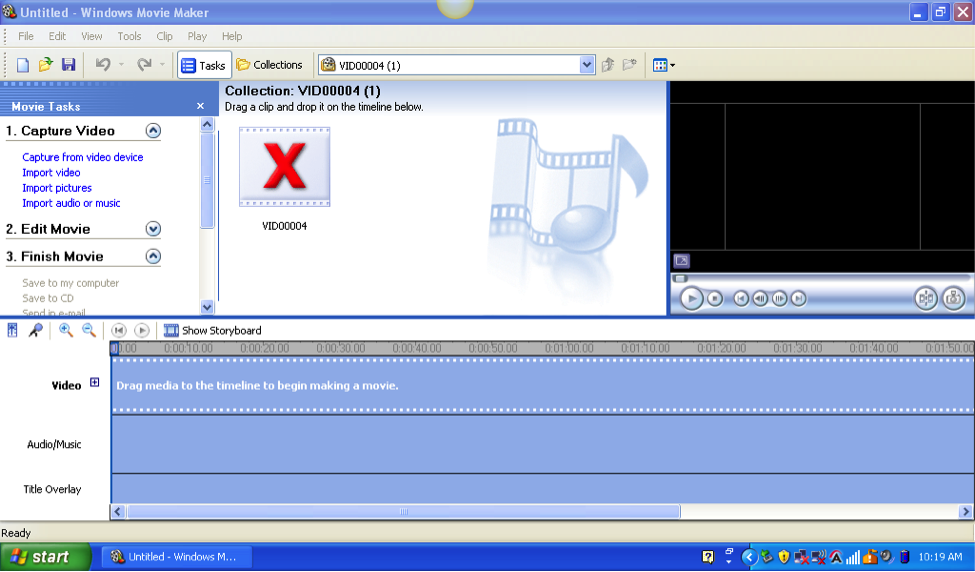 Untitled - Windows Movie Maker
File Edit View Tools Clip Play Help
Tasks Collections VID00004 (1)
Movie Tasks
1. Capture Video
Capture from video device
Import video
Import pictures
Import audio or music
2. Edit Movie
3. Finish Movie
Save to my computer
Save to CD
Send in e-mail
Collection: VID00004 (1)
Drag a clip and drop it on the timeline below.
VID00004
Show Storyboard
0.00 0:00:10.00 0:00:20.00 0:00:30.00 0:00:40.00 0:00:50.00 0:01:00.00 0:01:10.00 0:01:20.00 0:01:30.00 0:01:40.00 0:01:50.00
Video Drag media to the timeline to begin making a movie.
Audio/Music
Title Overlay
Ready
start Untitled - Windows M... 10:19 AM